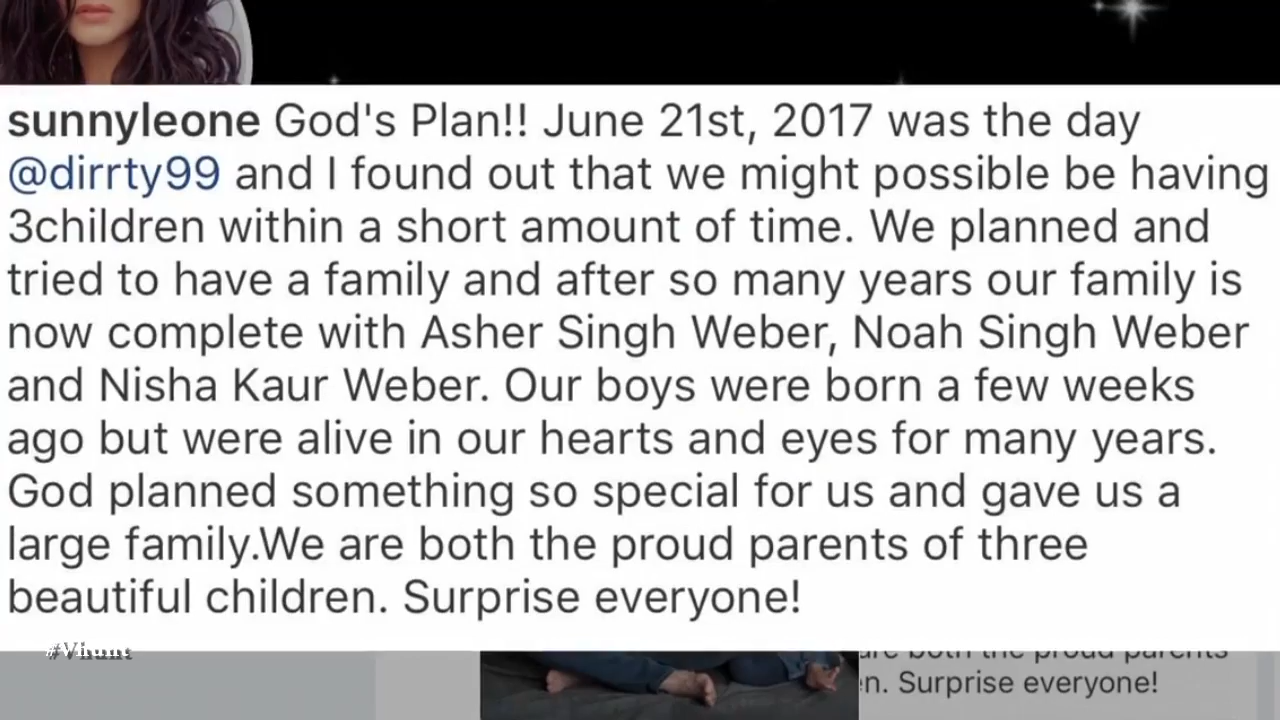 sunnyleone God's Plan!! June 21st, 2017 was the day
@dirrty99 and I found out that we might possible be having
3children within a short amount of time. We planned and
tried to have a family and after so many years our family is
now complete with Asher Singh Weber, Noah Singh Weber
and Nisha Kaur Weber. Our boys were born a few weeks
ago but were alive in our hearts and eyes for many years.
God planned something so special for us and gave us a
large family.We are both the proud parents of three
beautiful children. Surprise everyone!
#Vhunt
are both the proud parents
n. Surprise everyone!